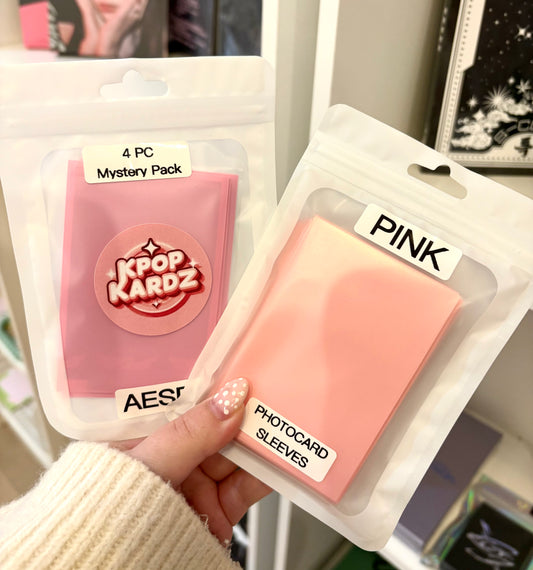 4 PC
Mystery Pack
KPOP
KARDZ
AESP
PINK
PHOTOCARD
SLEEVES